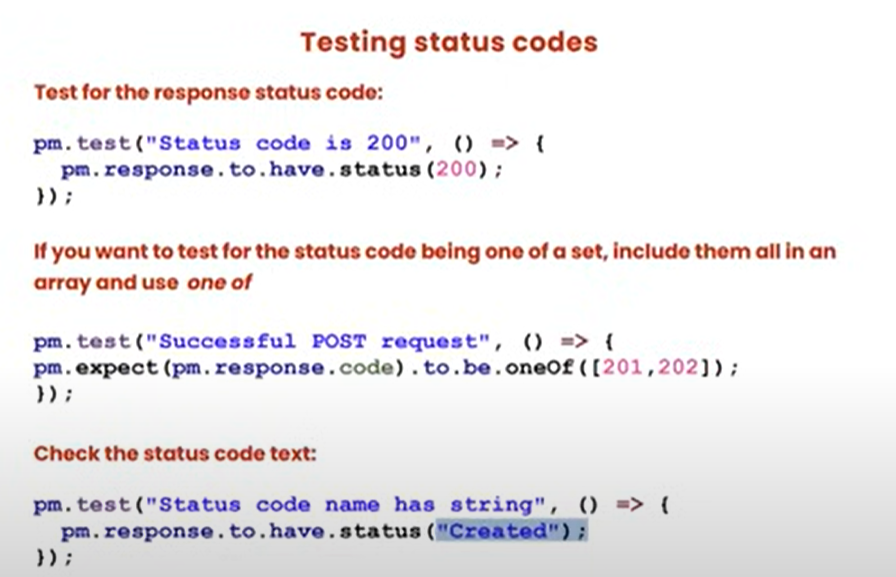 Testing status codes
Test for the response status code:
pm.test("Status code is 200", () => {
pm.response.to.have.status(200);
});
If you want to test for the status code being one of a set, include them all in an
array and use one of
pm.test("Successful POST request", () => {
pm.expect(pm.response.code).to.be.oneOf([201,202]);
});
Check the status code text:
pm.test("Status code name has string", () => {
pm.response.to.have.status("Created");
});